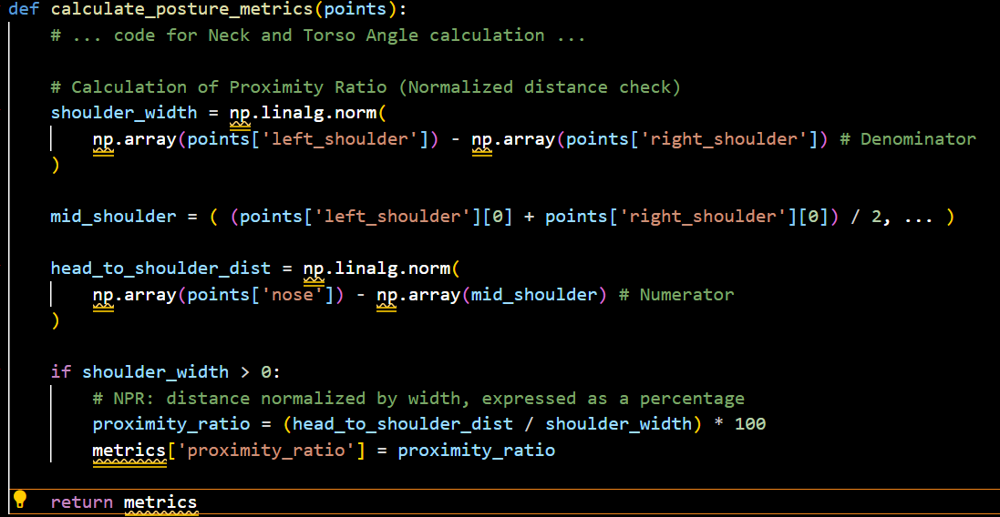 def calculate_posture_metrics(points):
    # ... code for Neck and Torso Angle calculation ...

    # Calculation of Proximity Ratio (Normalized distance check)
    shoulder_width = np.linalg.norm(
        np.array(points['left_shoulder']) - np.array(points['right_shoulder']) # Denominator
    )

    mid_shoulder = ( (points['left_shoulder'][0] + points['right_shoulder'][0]) / 2, ... )

    head_to_shoulder_dist = np.linalg.norm(
        np.array(points['nose']) - np.array(mid_shoulder) # Numerator
    )

    if shoulder_width > 0:
        # NPR: distance normalized by width, expressed as a percentage
        proximity_ratio = (head_to_shoulder_dist / shoulder_width) * 100
        metrics['proximity_ratio'] = proximity_ratio

    return metrics